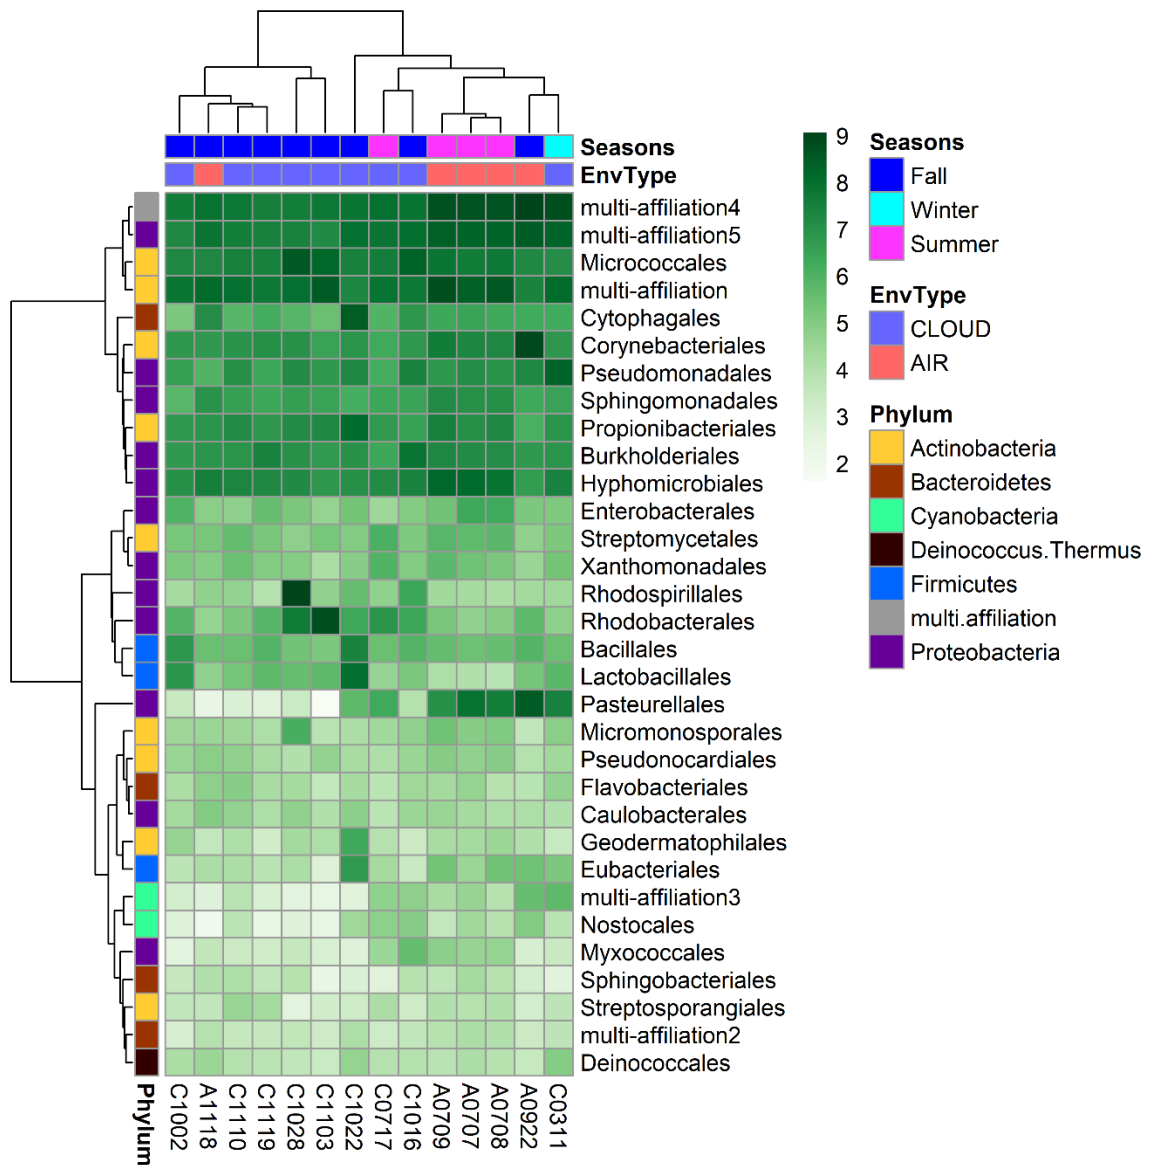 Seasons
EnvType
multi-affiliation4
multi-affiliation5
Micrococcales
multi-affiliation
Cytophagales
Corynebacteriales
Pseudomonadales
Sphingomonadales
Propionibacteriales
Burkholderiales
Hyphomicrobiales
Enterobacterales
Streptomycetales
Xanthomonadales
Rhodospirillales
Rhodobacterales
Bacillales
Lactobacillales
Pasteurellales
Micromonosporales
Pseudonocardiales
Flavobacteriales
Caulobacterales
Geodermatophilales
Eubacteriales
multi-affiliation3
Nostocales
Myxococcales
Sphingobacteriales
Streptosporangiales
multi-affiliation2
Deinococcales
Phylum
C1002
A1118
C1110
C1119
C1028
C1103
C1022
C0717
C1016
A0709
A0707
A0708
A0922
C0311
9
8
7
6
5
4
3
2
Seasons
Fall
Winter
Summer
EnvType
CLOUD
AIR
Phylum
Actinobacteria
Bacteroidetes
Cyanobacteria
Deinococcus.Thermus
Firmicutes
multi.affiliation
Proteobacteria